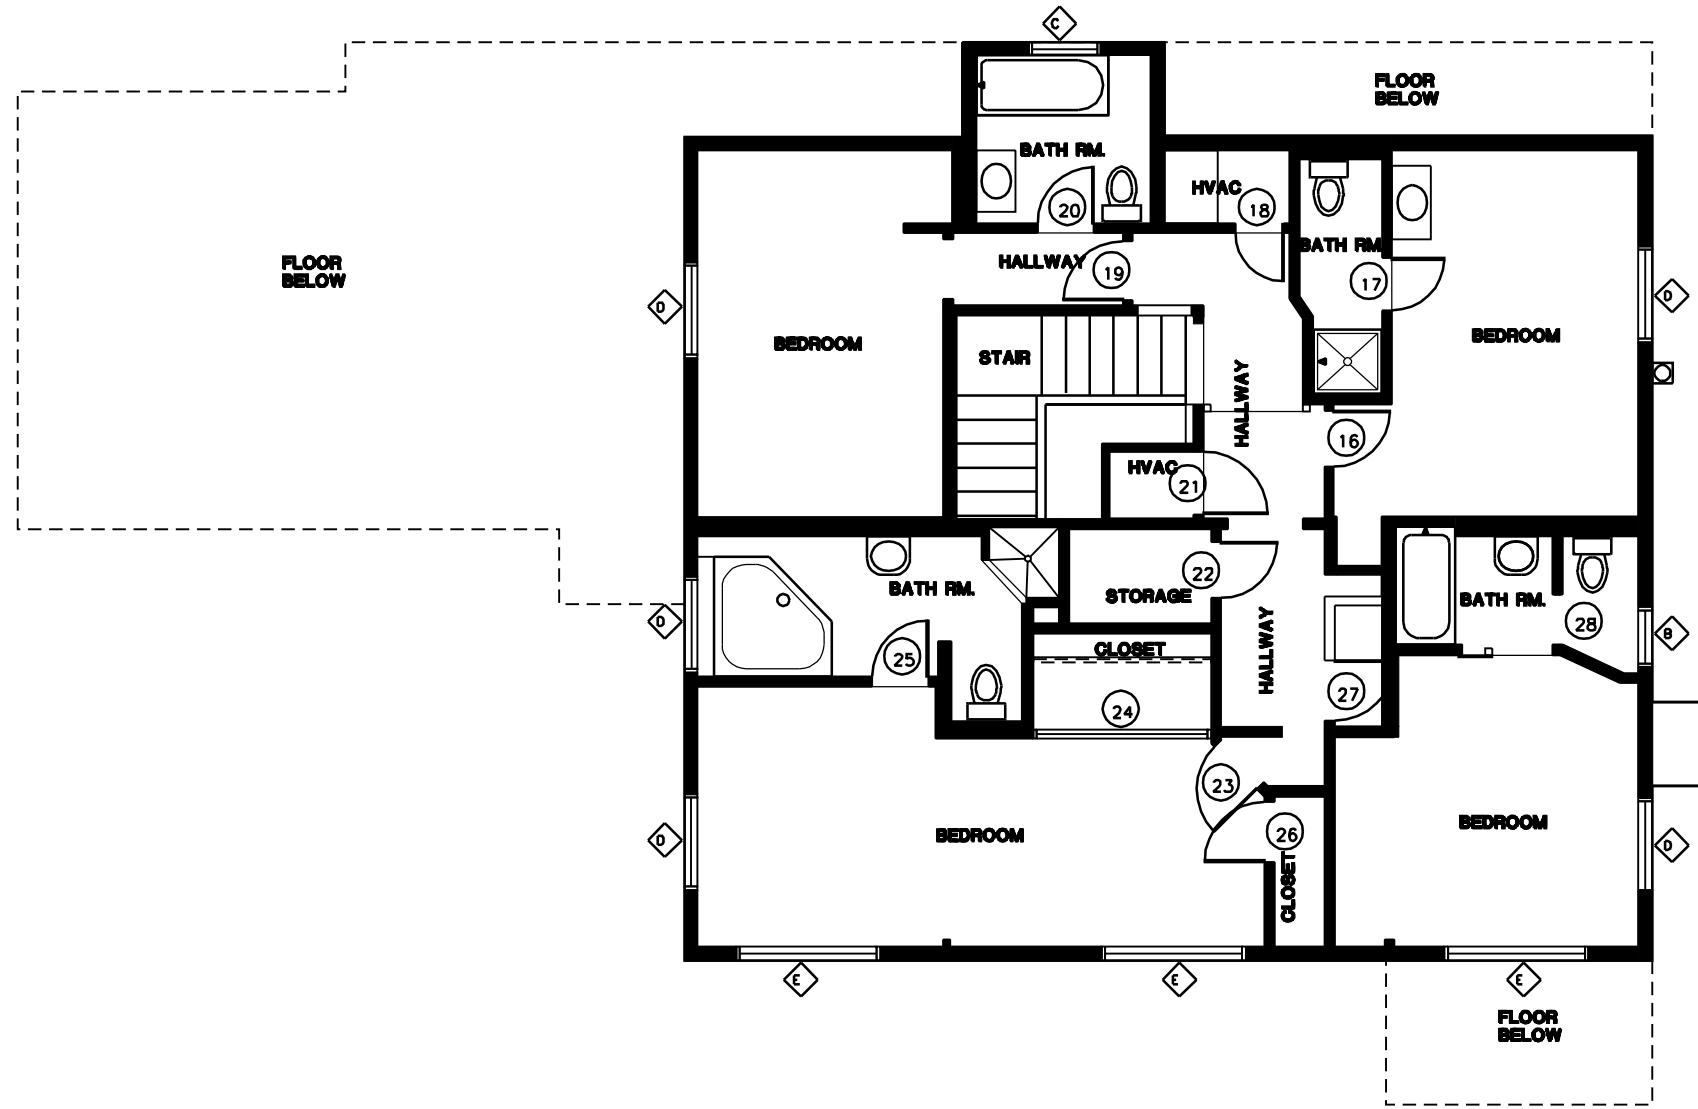 C
FLOOR
BELOW
BATH RM.
HVAC
20
18
BATH RM.
FLOOR
BELOW
HALLWAY
19
17
D
D
BEDROOM
STAIR
BEDROOM
HALLWAY
16
HVAC
21
22
BATH RM.
STORAGE
BATH RM.
28
D
B
HALLWAY
CLOSET
25
27
24
23
26
BEDROOM
BEDROOM
D
D
CLOSET
E
E
E
FLOOR
BELOW